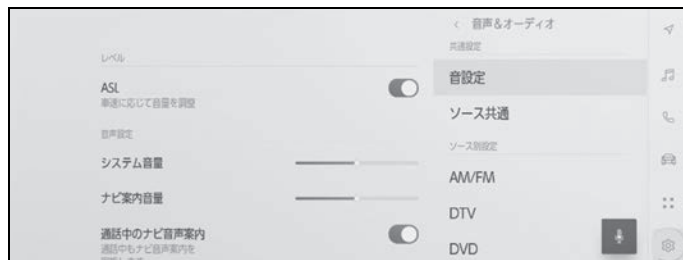 レベル
ASL
車速に応じて音量を調整
音声設定
システム音量
ナビ案内音量
通話中のナビ音声案内
通話中もナビ音声案内を
< 音声&オーディオ
共通設定
音設定
ソース共通
ソース別設定
AM/FM
DTV
DVD